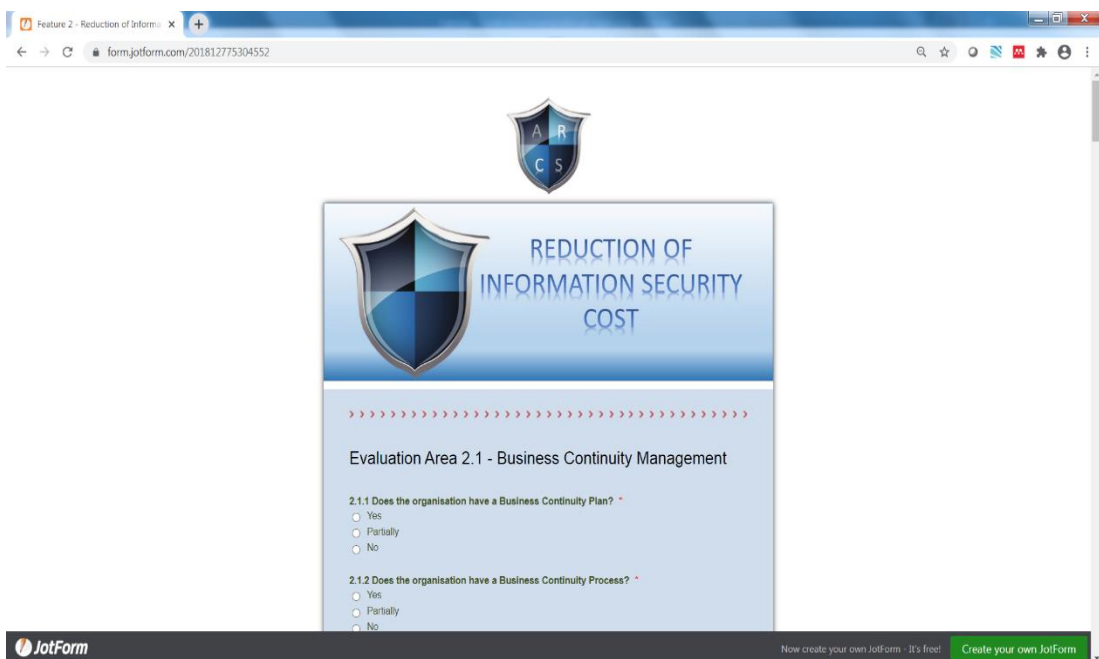 Feature 2 - Reduction of Informa
form.jotform.com/201812775304552
A R
C S
REDUCTION OF
INFORMATION SECURITY
COST
Evaluation Area 2.1 - Business Continuity Management
2.1.1 Does the organisation have a Business Continuity Plan? *
Yes
Partially
No
2.1.2 Does the organisation have a Business Continuity Process? *
Yes
Partially
No
JotForm
Now create your own JotForm - It's free!
Create your own JotForm